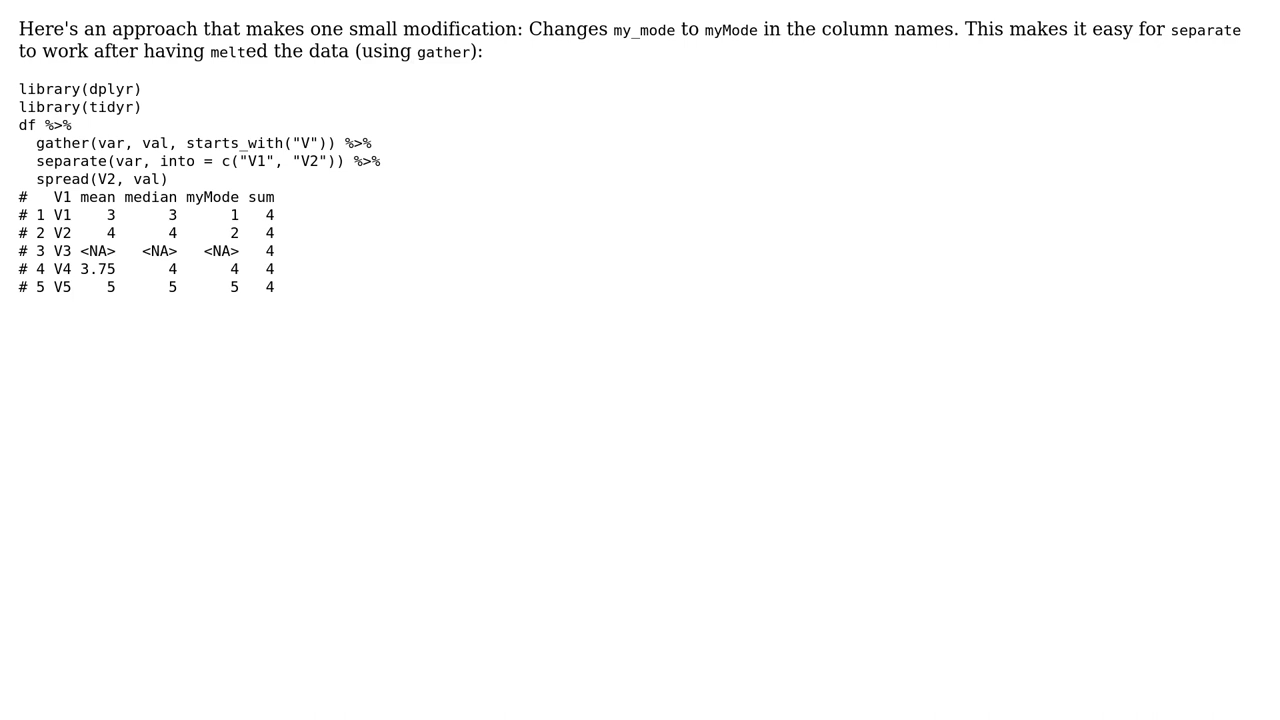 Here's an approach that makes one small modification: Changes my_mode to myMode in the column names. This makes it easy for separate
to work after having melted the data (using gather):
library(dplyr)
library(tidyr)
df %>%
  gather(var, val, starts_with("V")) %>%
  separate(var, into = c("V1", "V2")) %>%
  spread(V2, val)
#   V1 mean median myMode sum
# 1 V1    3      3      1   4
# 2 V2    4      4      2   4
# 3 V3 <NA>   <NA>   <NA>   4
# 4 V4 3.75      4      4   4
# 5 V5    5      5      5   4